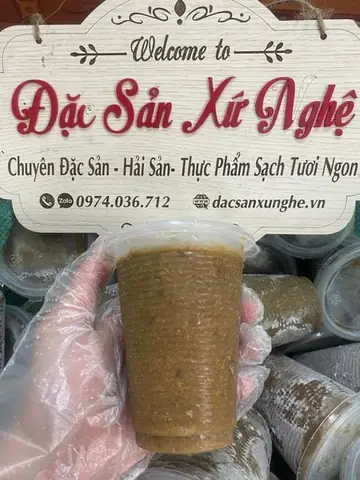 Welcome to
Đặc Sản Xứ Nghệ
Chuyên Đặc Sản - Hải Sản- Thực Phẩm Sạch Tươi Ngon
Zalo 0974.036.712 dacsanxunghe.vn